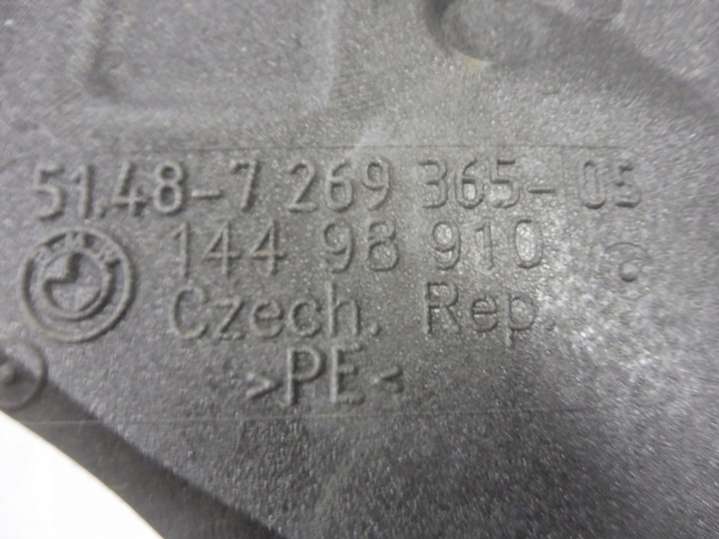 51.48-7 269 365-05
144 98 910
Czech. Rep.
>PE<